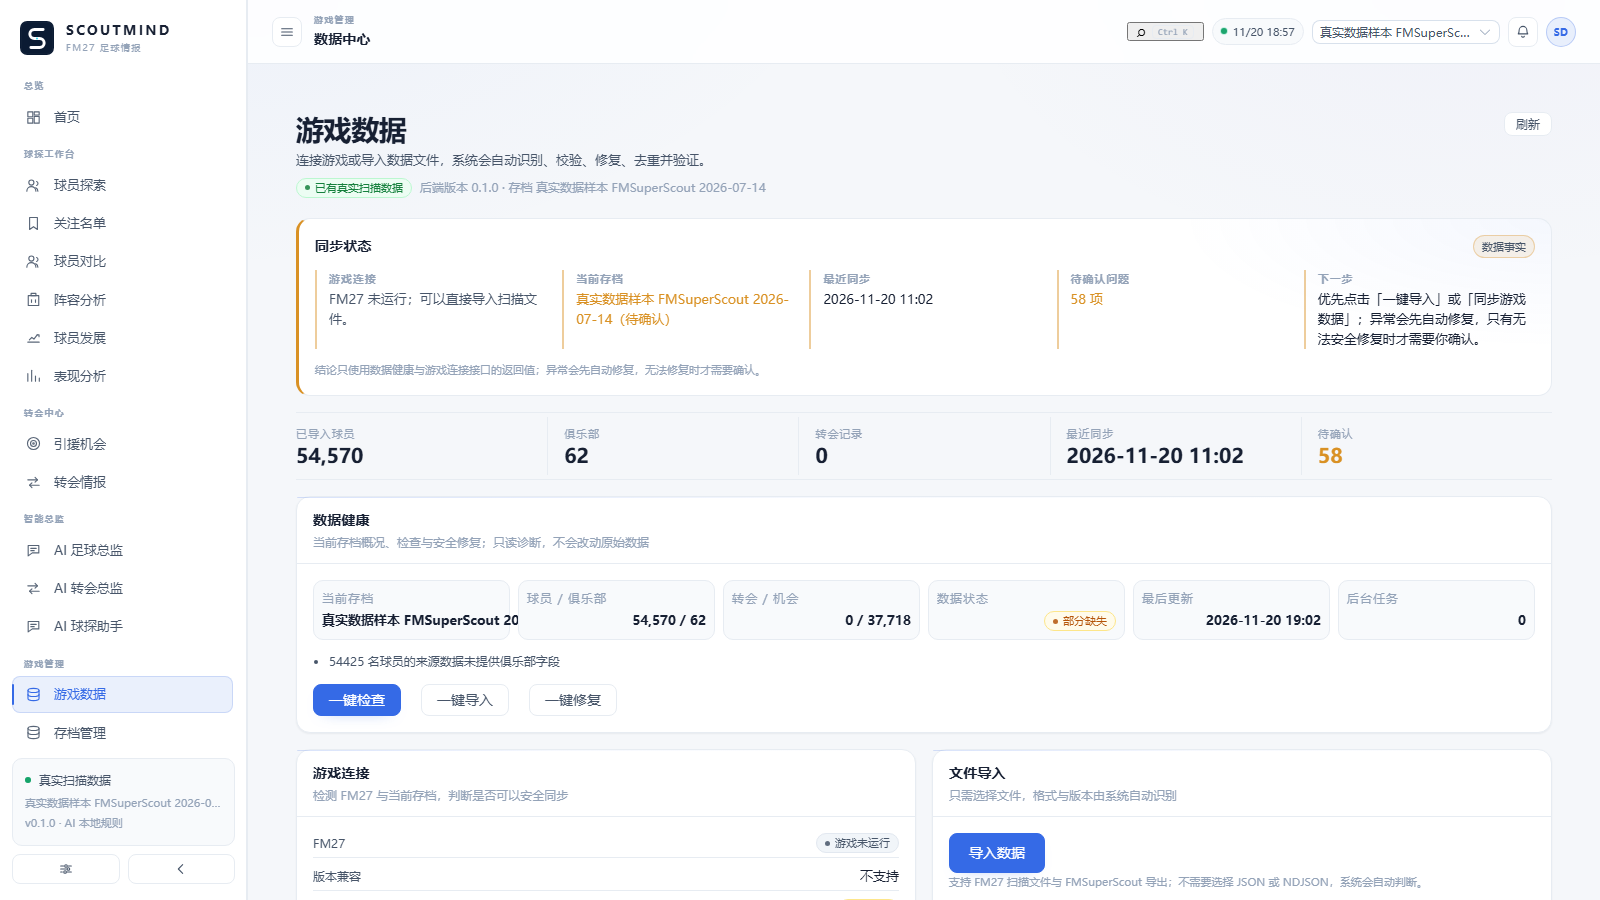 SCOUTMIND
FM27 足球情报
总览
首页
球探工作台
球员探索
关注名单
球员对比
阵容分析
球员发展
表现分析
转会中心
引援机会
转会情报
智能总监
AI 足球总监
AI 转会总监
AI 球探助手
游戏管理
游戏数据
存档管理
真实扫描数据
真实数据样本 FMSuperScout 2026-0...
v0.1.0 · AI 本地规则
游戏管理
数据中心
Ctrl K
11/20 18:57
真实数据样本 FMSuperSc...
SD
游戏数据
刷新
连接游戏或导入数据文件，系统会自动识别、校验、修复、去重并验证。
已有真实扫描数据
后端版本 0.1.0 · 存档 真实数据样本 FMSuperScout 2026-07-14
同步状态
数据事实
游戏连接
FM27 未运行；可以直接导入扫描文
件。
当前存档
真实数据样本 FMSuperScout 2026-
07-14（待确认）
最近同步
2026-11-20 11:02
待确认问题
58 项
下一步
优先点击「一键导入」或「同步游戏
数据」；异常会先自动修复，只有无
法安全修复时才需要你确认。
结论只使用数据健康与游戏连接接口的返回值；异常会先自动修复，无法修复时才需要确认。
已导入球员
54,570
俱乐部
62
转会记录
0
最近同步
2026-11-20 11:02
待确认
58
数据健康
当前存档概况、检查与安全修复；只读诊断，不会改动原始数据
当前存档
真实数据样本 FMSuperScout 20
球员 / 俱乐部
54,570 / 62
转会 / 机会
0 / 37,718
数据状态
部分缺失
最后更新
2026-11-20 19:02
后台任务
0
• 54425 名球员的来源数据未提供俱乐部字段
一键检查
一键导入
一键修复
游戏连接
检测 FM27 与当前存档，判断是否可以安全同步
FM27
游戏未运行
版本兼容
不支持
文件导入
只需选择文件，格式与版本由系统自动识别
导入数据
支持 FM27 扫描文件与 FMSuperScout 导出；不需要选择 JSON 或 NDJSON，系统会自动判断。